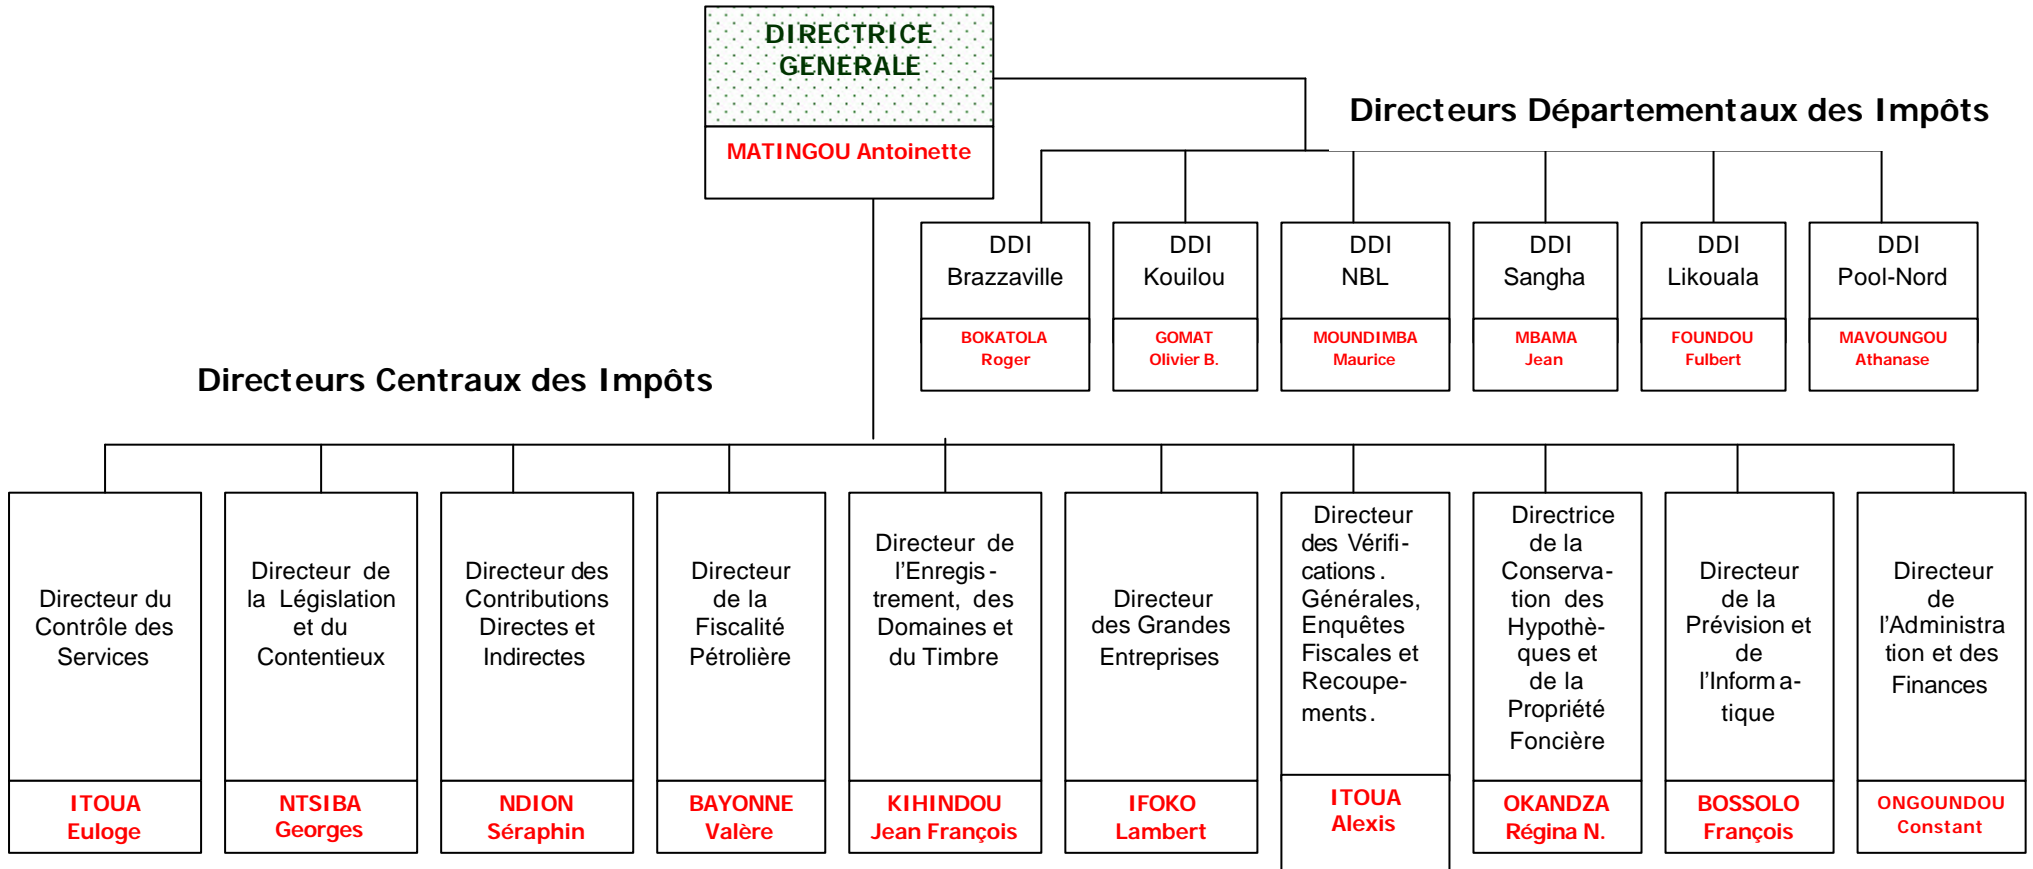 DIRECTRICE
GENERALE
MATINGOU Antoinette
Directeurs Départementaux des Impôts
DDI
Brazzaville
BOKATOLA
Roger
DDI
Kouilou
GOMAT
Olivier B.
DDI
NBL
MOUNDIMBA
Maurice
DDI
Sangha
MBAMA
Jean
DDI
Likouala
FOUNDOU
Fulbert
DDI
Pool-Nord
MAVOUNGOU
Athanase
Directeurs Centraux des Impôts
Directeur du
Contrôle des
Services
ITOUA
Euloge
Directeur de
la Législation
et du
Contentieux
NTSIBA
Georges
Directeur des
Contributions
Directes et
Indirectes
NDION
Séraphin
Directeur
de la
Fiscalité
Pétrolière
BAYONNE
Valère
Directeur de
l'Enregis-
trement, des
Domaines et
du Timbre
KIHINDOU
Jean François
Directeur
des Grandes
Entreprises
IFOKO
Lambert
Directeur
des Vérifi-
cations.
Générales,
Enquêtes
Fiscales et
Recoupe-
ments.
ITOUA
Alexis
Directrice
de la
Conserva-
tion des
Hypothè-
ques et
de la
Propriété
Foncière
OKANDZA
Régina N.
Directeur
de la
Prévision et
de
l'Informa-
tique
BOSSOLO
François
Directeur
de
l'Administra
tion et des
Finances
ONGOUNDOU
Constant